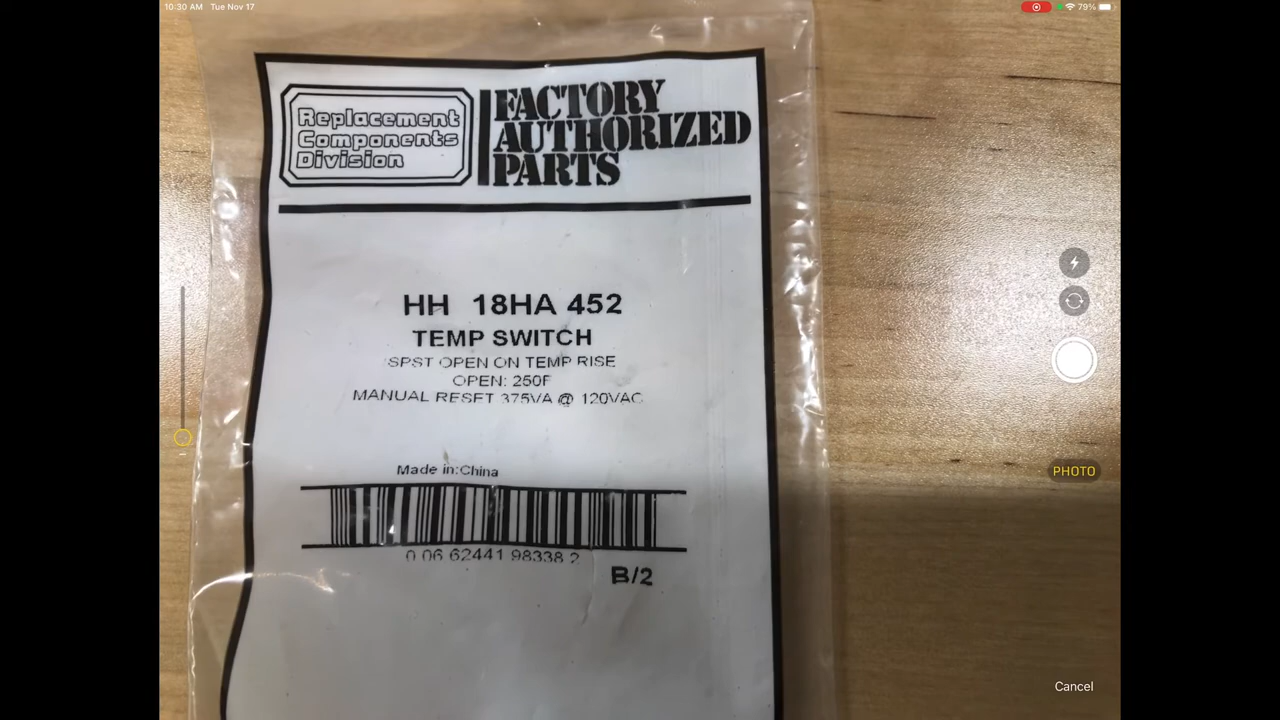 10:30 AM Tue Nov 17
79%
Replacement
Components
Division
FACTORY
AUTHORIZED
PARTS
HH 18HA 452
TEMP SWITCH
SPST OPEN ON TEMP RISE
OPEN: 250F
MANUAL RESET 375VA @ 120VAC
Made in:China
0 06 62441 98338 2
B/2
PHOTO
Cancel